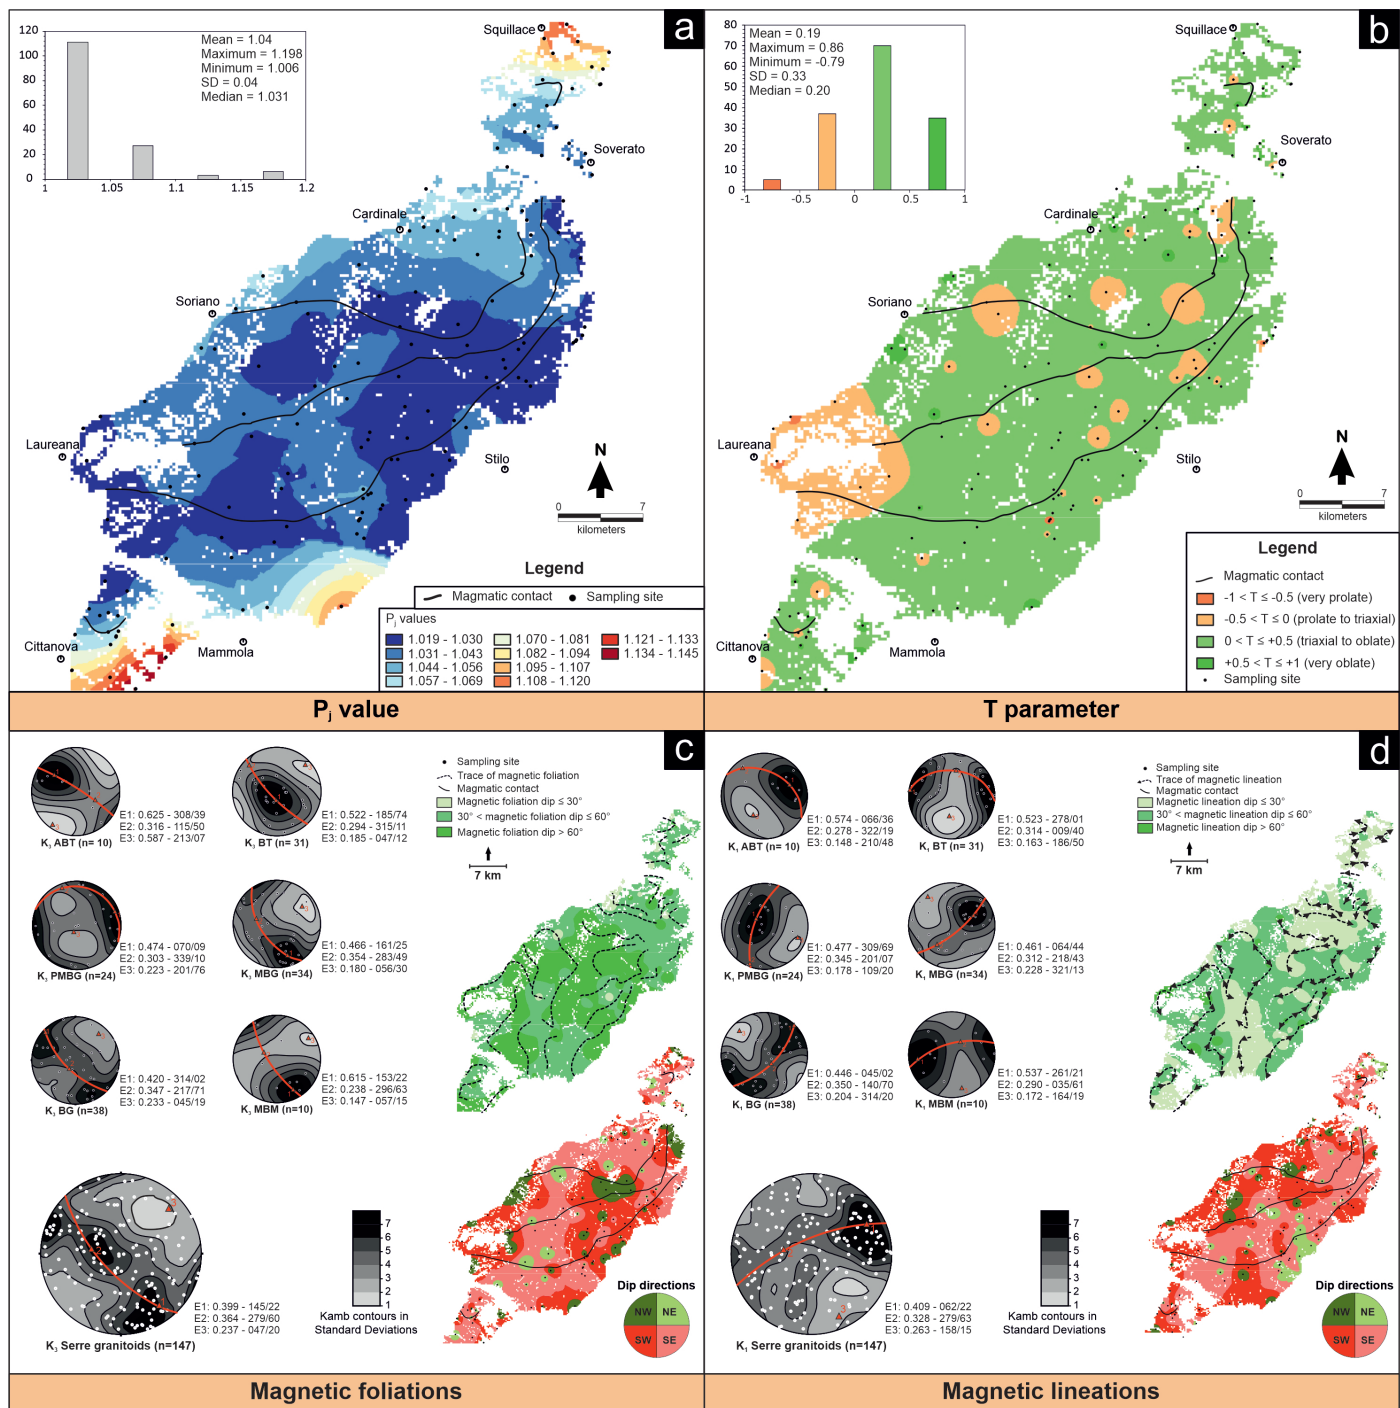 a
120
100
80
60
40
20
0
1
1.05
1.1
1.15
1.2
Mean = 1.04
Maximum = 1.198
Minimum = 1.006
SD = 0.04
Median = 1.031
Squillace
Soverato
Cardinale
Soriano
Laureana
Stilo
N
0 7
kilometers
Cittanova
Mammola
Legend
Magmatic contact
Sampling site
Pj values
1.019 - 1.030
1.031 - 1.043
1.044 - 1.056
1.057 - 1.069
1.070 - 1.081
1.082 - 1.094
1.095 - 1.107
1.108 - 1.120
1.121 - 1.133
1.134 - 1.145
Pj value
b
80
70
60
50
40
30
20
10
0
-1
-0.5
0
0.5
1
Mean = 0.19
Maximum = 0.86
Minimum = -0.79
SD = 0.33
Median = 0.20
Squillace
Soverato
Cardinale
Soriano
Laureana
Stilo
N
0 7
kilometers
Cittanova
Mammola
Legend
Magmatic contact
-1 < T ≤ -0.5 (very prolate)
-0.5 < T ≤ 0 (prolate to triaxial)
0 < T ≤ +0.5 (triaxial to oblate)
+0.5 < T ≤ +1 (very oblate)
Sampling site
T parameter
c
E1: 0.625 - 308/39
E2: 0.316 - 115/50
E3: 0.587 - 213/07
K3 ABT (n= 10)
E1: 0.522 - 185/74
E2: 0.294 - 315/11
E3: 0.185 - 047/12
K3 BT (n= 31)
Sampling site
Trace of magnetic foliation
Magmatic contact
Magnetic foliation dip ≤ 30°
30° < magnetic foliation dip ≤ 60°
Magnetic foliation dip > 60°
7 km
E1: 0.474 - 070/09
E2: 0.303 - 339/10
E3: 0.223 - 201/76
K3 PMBG (n=24)
E1: 0.466 - 161/25
E2: 0.354 - 283/49
E3: 0.180 - 056/30
K3 MBG (n=34)
E1: 0.420 - 314/02
E2: 0.347 - 217/71
E3: 0.233 - 045/19
K3 BG (n=38)
E1: 0.615 - 153/22
E2: 0.238 - 296/63
E3: 0.147 - 057/15
K3 MBM (n=10)
E1: 0.399 - 145/22
E2: 0.364 - 279/60
E3: 0.237 - 047/20
K3 Serre granitoids (n=147)
7
6
5
4
3
2
1
Kamb contours in
Standard Deviations
Dip directions
NW NE
SW SE
Magnetic foliations
d
E1: 0.574 - 066/36
E2: 0.278 - 322/19
E3: 0.148 - 210/48
K1 ABT (n= 10)
E1: 0.523 - 278/01
E2: 0.314 - 009/40
E3: 0.163 - 186/50
K1 BT (n= 31)
Sampling site
Trace of magnetic lineation
Magmatic contact
Magnetic lineation dip ≤ 30°
30° < magnetic lineation dip ≤ 60°
Magnetic lineation dip > 60°
7 km
E1: 0.477 - 309/69
E2: 0.345 - 201/07
E3: 0.178 - 109/20
K1 PMBG (n=24)
E1: 0.461 - 064/44
E2: 0.312 - 218/43
E3: 0.228 - 321/13
K1 MBG (n=34)
E1: 0.446 - 045/02
E2: 0.350 - 140/70
E3: 0.204 - 314/20
K1 BG (n=38)
E1: 0.537 - 261/21
E2: 0.290 - 035/61
E3: 0.172 - 164/19
K1 MBM (n=10)
E1: 0.409 - 062/22
E2: 0.328 - 279/63
E3: 0.263 - 158/15
K1 Serre granitoids (n=147)
7
6
5
4
3
2
1
Kamb contours in
Standard Deviations
Dip directions
NW NE
SW SE
Magnetic lineations